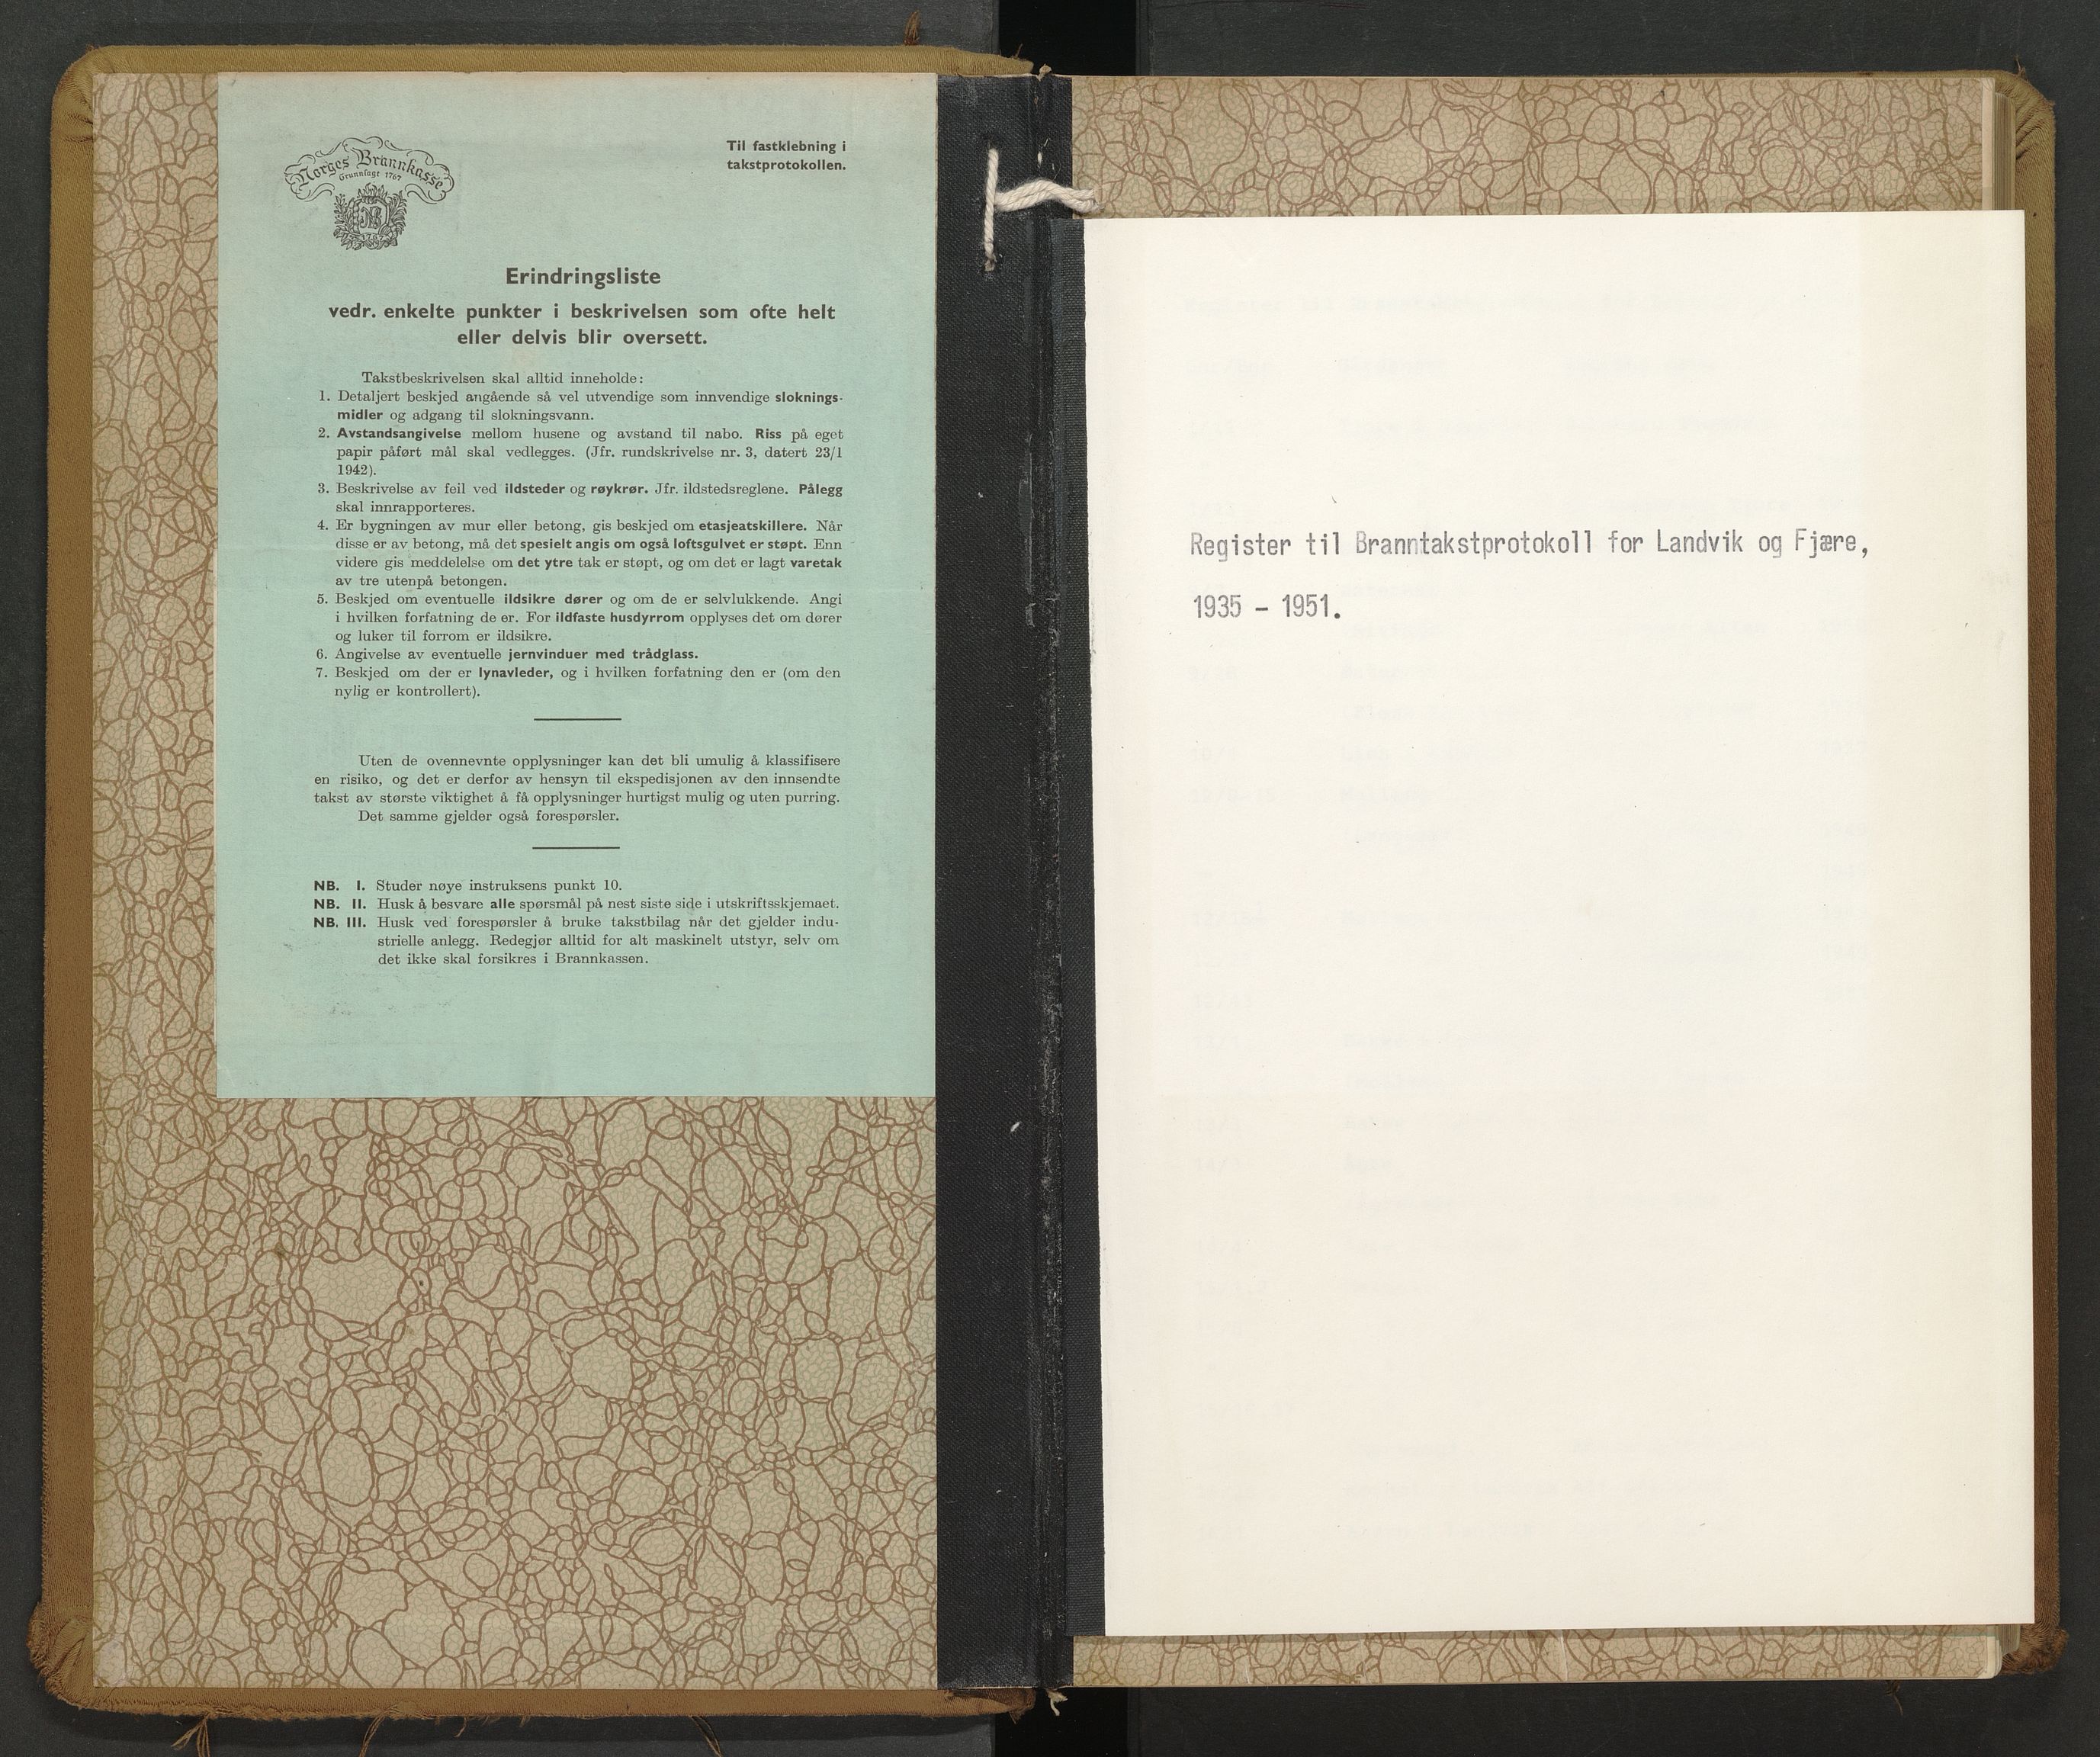 Norges Brannkasse
Grunnlagt 1767
NB
1767
Til fastklebning i
takstprotokollen.
Erindringsliste
vedr. enkelte punkter i beskrivelsen som ofte helt
eller delvis blir oversett.
Takstbeskrivelsen skal alltid inneholde:
1. Detaljert beskjed angående så vel utvendige som innvendige sloknings-
midler og adgang til slokningsvann.
2. Avstandsangivelse mellom husene og avstand til nabo. Riss på eget
papir påført mål skal vedlegges. (Jfr. rundskrivelse nr. 3, datert 23/1
1942).
3. Beskrivelse av feil ved ildsteder og røykrør. Jfr. ildstedsreglene. Pålegg
skal innrapporteres.
4. Er bygningen av mur eller betong, gis beskjed om etasjeatskillere. Når
disse er av betong, må det spesielt angis om også loftsgulvet er støpt. Enn
videre gis meddelelse om det ytre tak er støpt, og om det er lagt varetak
av tre utenpå betongen.
5. Beskjed om eventuelle ildsikre dører og om de er selvlukkende. Angi
i hvilken forfatning de er. For ildfaste husdyrrom opplyses det om dører
og luker til forrom er ildsikre.
6. Angivelse av eventuelle jernvinduer med trådglass.
7. Beskjed om der er lynavleder, og i hvilken forfatning den er (om den
nylig er kontrollert).
Uten de ovennevnte opplysninger kan det bli umulig å klassifisere
en risiko, og det er derfor av hensyn til ekspedisjonen av den innsendte
takst av største viktighet å få opplysninger hurtigst mulig og uten purring.
Det samme gjelder også forespørsler.
NB. I. Studer nøye instruksens punkt 10.
NB. II. Husk å besvare alle spørsmål på nest siste side i utskriftsskjemaet.
NB. III. Husk ved forespørsler å bruke takstbilag når det gjelder indu-
strielle anlegg. Redegjør alltid for alt maskinelt utstyr, selv om
det ikke skal forsikres i Brannkassen.
Register til Branntakstprotokoll for Landvik og Fjære,
1935 - 1951.